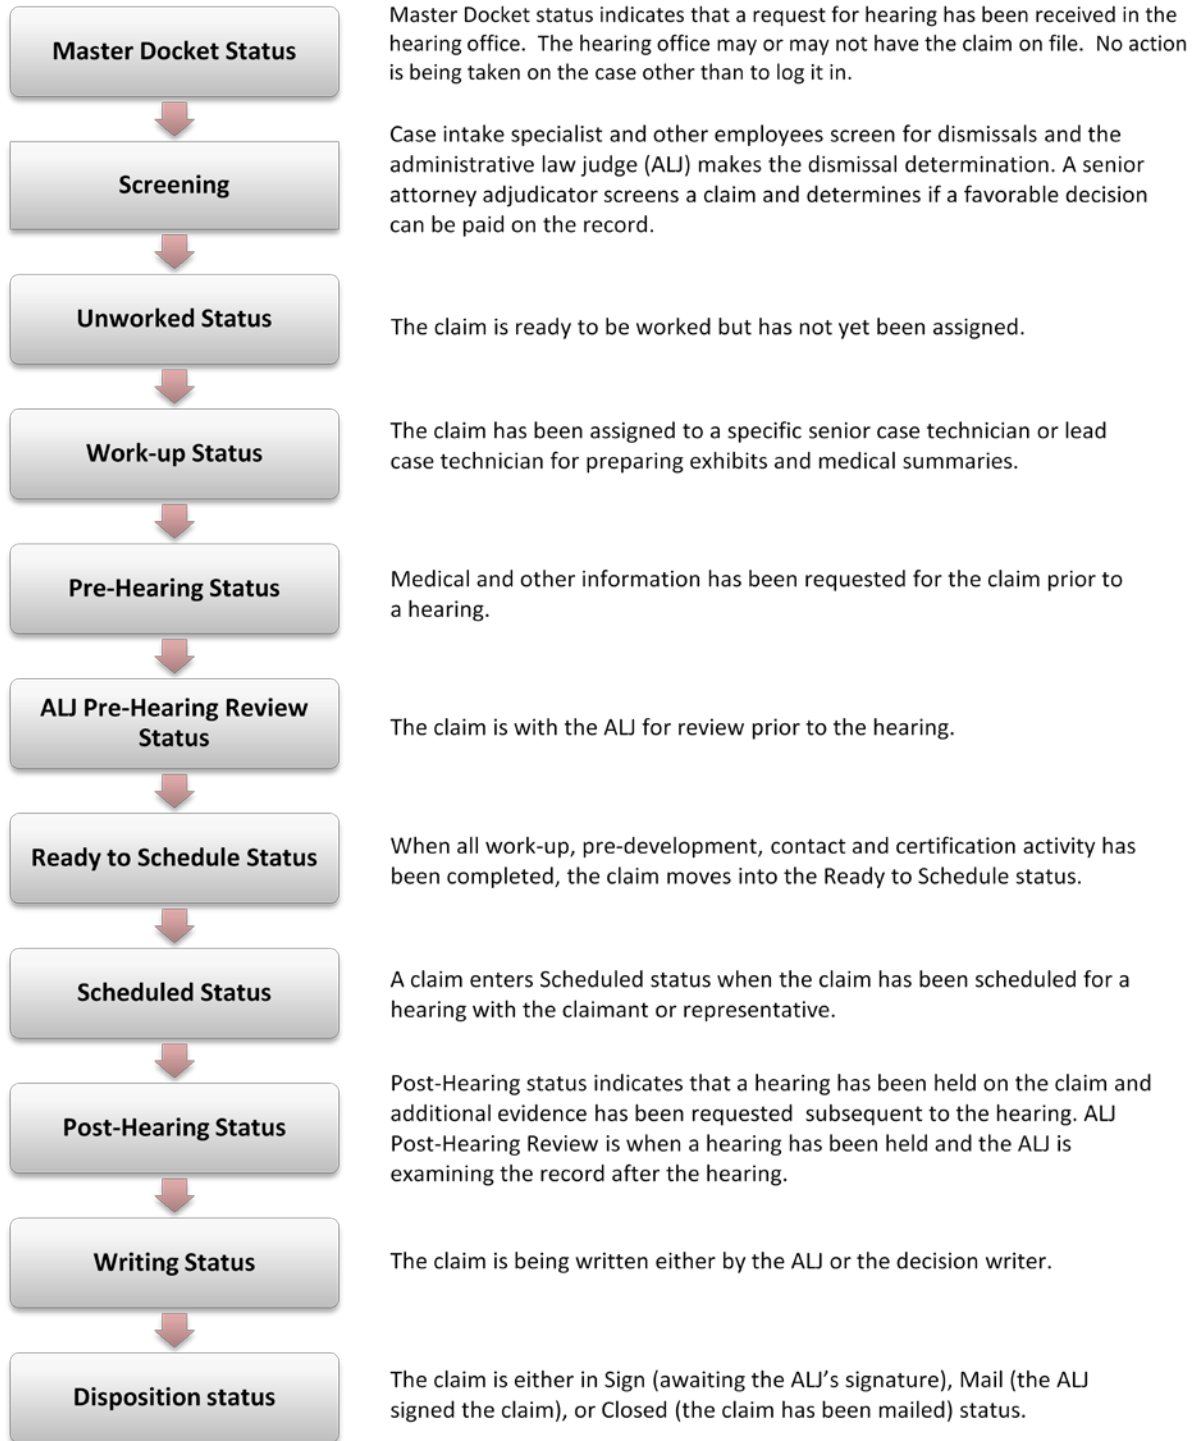 Master Docket Status
Master Docket status indicates that a request for hearing has been received in the
hearing office.  The hearing office may or may not have the claim on file.  No action
is being taken on the case other than to log it in.
Screening
Case intake specialist and other employees screen for dismissals and the
administrative law judge (ALJ) makes the dismissal determination. A senior
attorney adjudicator screens a claim and determines if a favorable decision
can be paid on the record.
Unworked Status
The claim is ready to be worked but has not yet been assigned.
Work-up Status
The claim has been assigned to a specific senior case technician or lead
case technician for preparing exhibits and medical summaries.
Pre-Hearing Status
Medical and other information has been requested for the claim prior to
a hearing.
ALJ Pre-Hearing Review
Status
The claim is with the ALJ for review prior to the hearing.
Ready to Schedule Status
When all work-up, pre-development, contact and certification activity has
been completed, the claim moves into the Ready to Schedule status.
Scheduled Status
A claim enters Scheduled status when the claim has been scheduled for a
hearing with the claimant or representative.
Post-Hearing Status
Post-Hearing status indicates that a hearing has been held on the claim and
additional evidence has been requested  subsequent to the hearing. ALJ
Post-Hearing Review is when a hearing has been held and the ALJ is
examining the record after the hearing.
Writing Status
The claim is being written either by the ALJ or the decision writer.
Disposition status
The claim is either in Sign (awaiting the ALJ’s signature), Mail (the ALJ
signed the claim), or Closed (the claim has been mailed) status.